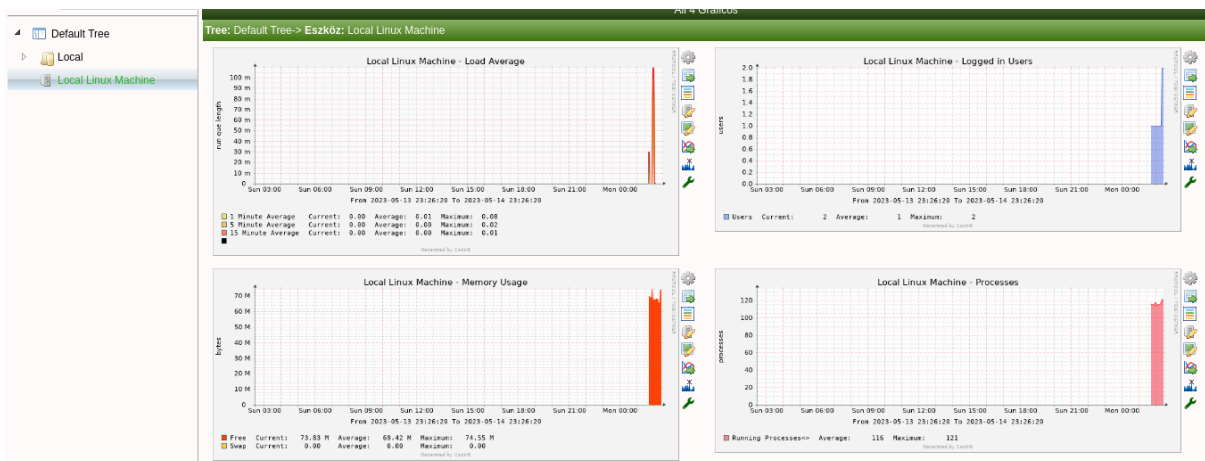 All 4 Gráficos
Default Tree
Local
Local Linux Machine
Tree: Default Tree-> Eszköz: Local Linux Machine
Local Linux Machine - Load Average
run que length
100 m
90 m
80 m
70 m
60 m
50 m
40 m
30 m
20 m
10 m
0
Sun 03:00 Sun 06:00 Sun 09:00 Sun 12:00 Sun 15:00 Sun 18:00 Sun 21:00 Mon 00:00
From 2023-05-13 23:26:20 To 2023-05-14 23:26:20
1 Minute Average Current: 0.00 Average: 0.01 Maximum: 0.08
5 Minute Average Current: 0.00 Average: 0.00 Maximum: 0.02
15 Minute Average Current: 0.00 Average: 0.00 Maximum: 0.01
Generated by Cacti®
Local Linux Machine - Logged in Users
users
2.0
1.8
1.6
1.4
1.2
1.0
0.8
0.6
0.4
0.2
0.0
Sun 03:00 Sun 06:00 Sun 09:00 Sun 12:00 Sun 15:00 Sun 18:00 Sun 21:00 Mon 00:00
From 2023-05-13 23:26:20 To 2023-05-14 23:26:20
Users Current: 2 Average: 1 Maximum: 2
Generated by Cacti®
Local Linux Machine - Memory Usage
bytes
70 M
60 M
50 M
40 M
30 M
20 M
10 M
0
Sun 03:00 Sun 06:00 Sun 09:00 Sun 12:00 Sun 15:00 Sun 18:00 Sun 21:00 Mon 00:00
From 2023-05-13 23:26:20 To 2023-05-14 23:26:20
Free Current: 73.83 M Average: 69.42 M Maximum: 74.55 M
Swap Current: 0.00 Average: 0.00 Maximum: 0.00
Generated by Cacti®
Local Linux Machine - Processes
processes
120
100
80
60
40
20
0
Sun 03:00 Sun 06:00 Sun 09:00 Sun 12:00 Sun 15:00 Sun 18:00 Sun 21:00 Mon 00:00
From 2023-05-13 23:26:20 To 2023-05-14 23:26:20
Running Processes<> Average: 116 Maximum: 121
Generated by Cacti®